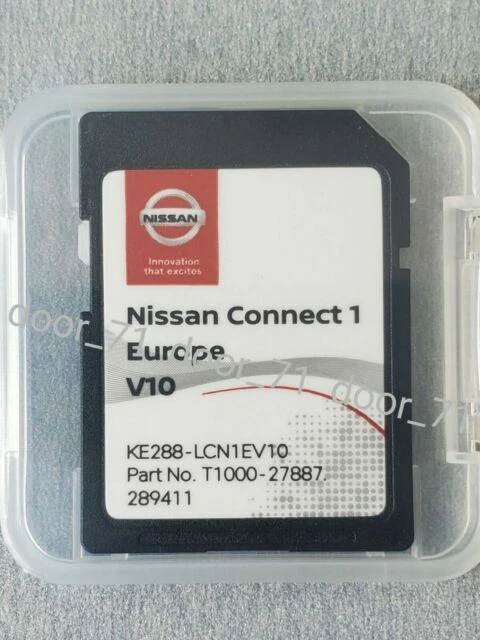 NISSAN
Innovation
that excites
Nissan Connect 1
Europe
V10
KE288-LCN1EV10
Part No. T1000-27887.
289411
door_71
door_71
door_71